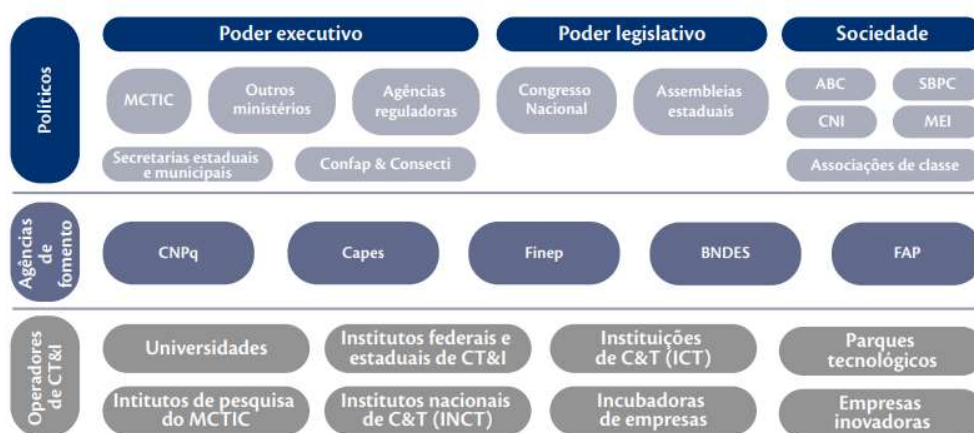 Políticos
Poder executivo
Poder legislativo
Sociedade
MCTIC
Outros
ministérios
Agências
reguladoras
Congresso
Nacional
Assembleias
estaduais
ABC
SBPC
CNI
MEI
Secretarias estaduais
e municipais
Confap & Consecti
Associações de classe
Agências
de
fomento
CNPq
Capes
Finep
BNDES
FAP
Operadores
de CT&I
Universidades
Institutos federais e
estaduais de CT&I
Instituições
de C&T (ICT)
Parques
tecnológicos
Intitutos de pesquisa
do MCTIC
Institutos nacionais
de C&T (INCT)
Incubadoras
de empresas
Empresas
inovadoras